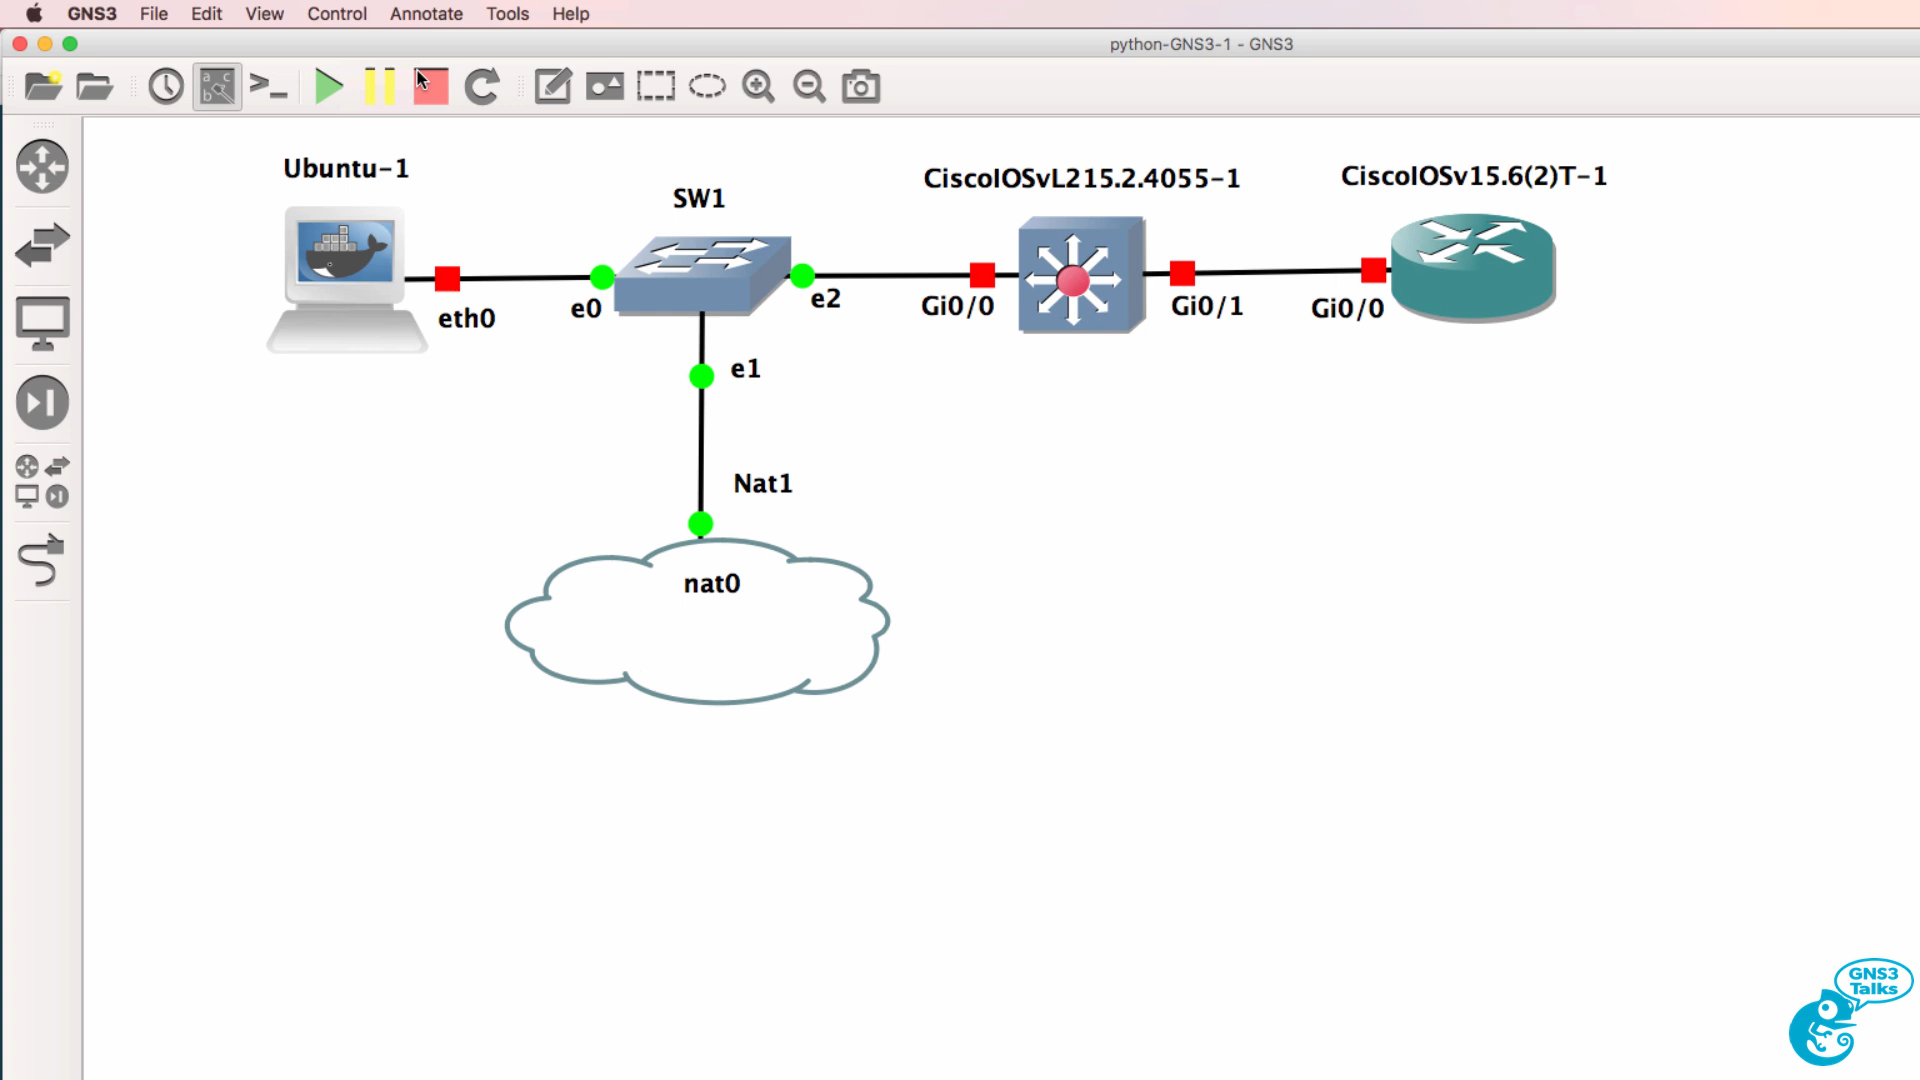 GNS3 File Edit View Control Annotate Tools Help
python-GNS3-1 - GNS3
a c
b
>_
Ubuntu-1
SW1
CiscoIOSvL215.2.4055-1
CiscoIOSv15.6(2)T-1
eth0
e0
e2
Gi0/0
Gi0/1
Gi0/0
e1
Nat1
nat0
GNS3
Talks